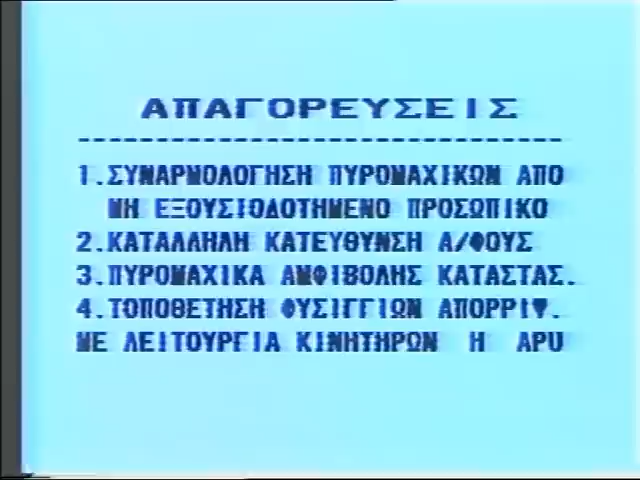 ΑΠΑΓΟΡΕΥΣΕΙΣ
-------------------------------
1.ΣΥΝΑΡΜΟΛΟΓΗΣΗ ΠΥΡΟΜΑΧΙΚΩΝ ΑΠΟ
ΜΗ ΕΞΟΥΣΙΟΔΟΤΗΜΕΝΟ ΠΡΟΣΩΠΙΚΟ
2.ΚΑΤΑΛΛΗΛΗ ΚΑΤΕΥΘΥΝΣΗ Α/ΦΟΥΣ
3.ΠΥΡΟΜΑΧΙΚΑ ΑΜΦΙΒΟΛΗΣ ΚΑΤΑΣΤΑΣ.
4.ΤΟΠΟΘΕΤΗΣΗ ΦΥΣΙΓΓΙΩΝ ΑΠΟΡΡΙΨ.
ΜΕ ΛΕΙΤΟΥΡΓΙΑ ΚΙΝΗΤΗΡΩΝ Η APU